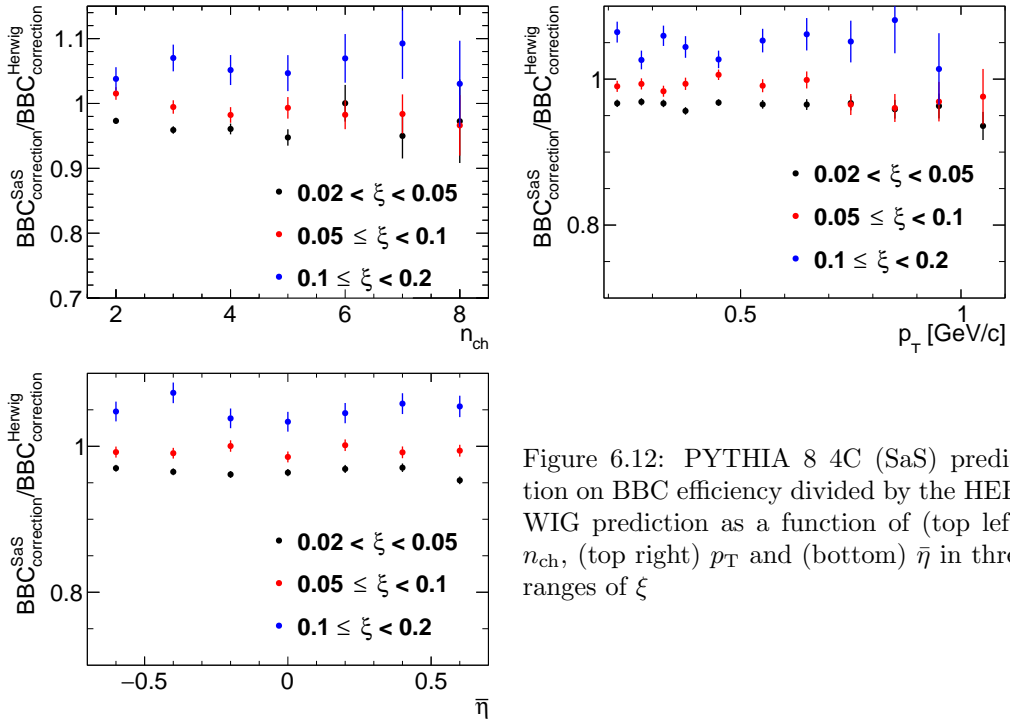 BBC^SaS_correction/BBC^Herwig_correction
1.1
1
0.9
0.8
0.7
0.02 < ξ < 0.05
0.05 ≤ ξ < 0.1
0.1 ≤ ξ < 0.2
2 4 6 8
n_ch
BBC^SaS_correction/BBC^Herwig_correction
1
0.8
0.02 < ξ < 0.05
0.05 ≤ ξ < 0.1
0.1 ≤ ξ < 0.2
0.5 1
p_T [GeV/c]
BBC^SaS_correction/BBC^Herwig_correction
1
0.8
0.02 < ξ < 0.05
0.05 ≤ ξ < 0.1
0.1 ≤ ξ < 0.2
−0.5 0 0.5
η̄
Figure 6.12: PYTHIA 8 4C (SaS) predi
tion on BBC efficiency divided by the HE
WIG prediction as a function of (top lef
n_ch, (top right) p_T and (bottom) η̄ in thre
ranges of ξ